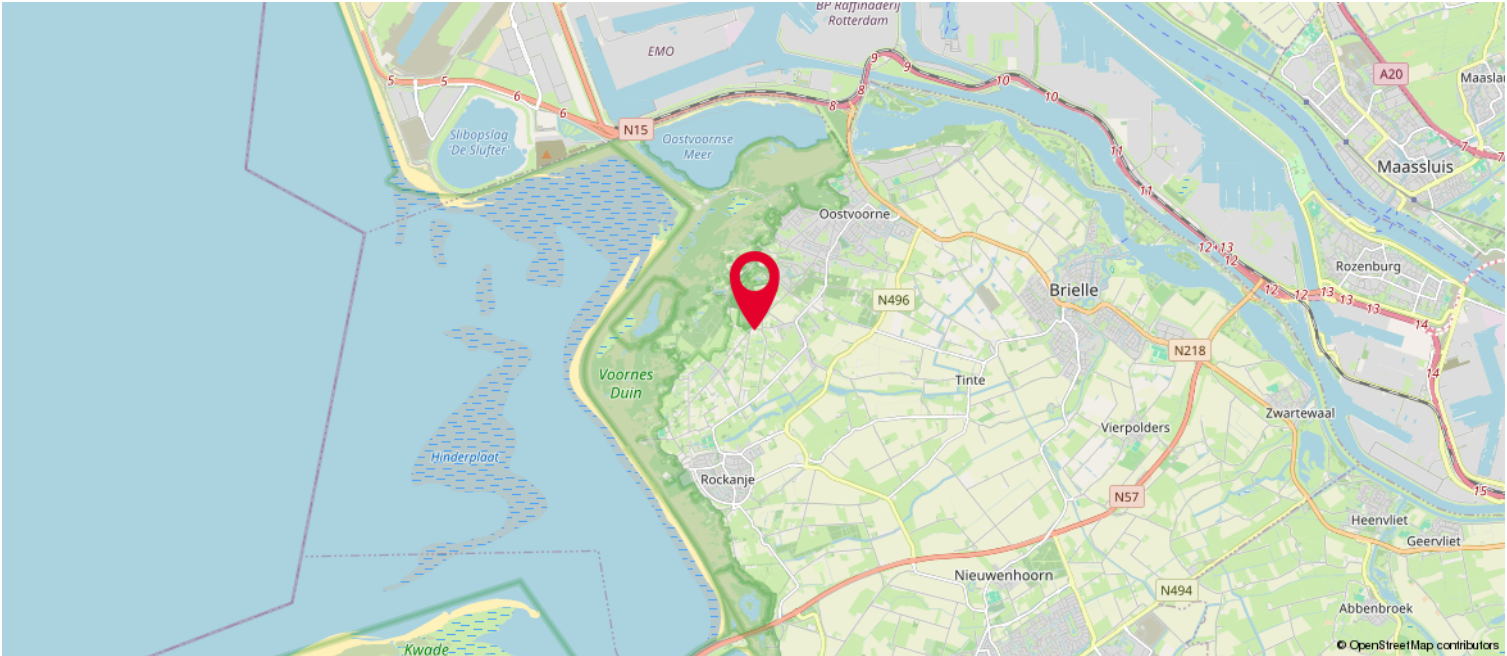 BP Raffinaderij
Rotterdam
EMO
9
9
10
10
A20
Maaslau
5
5
6
6
8
8
N15
Slibopslag
'De Slufter'
Oostvoornse
Meer
11
11
7
7
Maassluis
Oostvoorne
12+13
12
Rozenburg
12
12
13
13
13
14
14
Brielle
N496
N218
Voornes
Duin
Tinte
Zwartewaal
Vierpolders
Hinderplaat
Rockanje
N57
15
Heenvliet
Geervliet
Nieuwenhoorn
N494
Abbenbroek
Kwade
© OpenStreetMap contributors